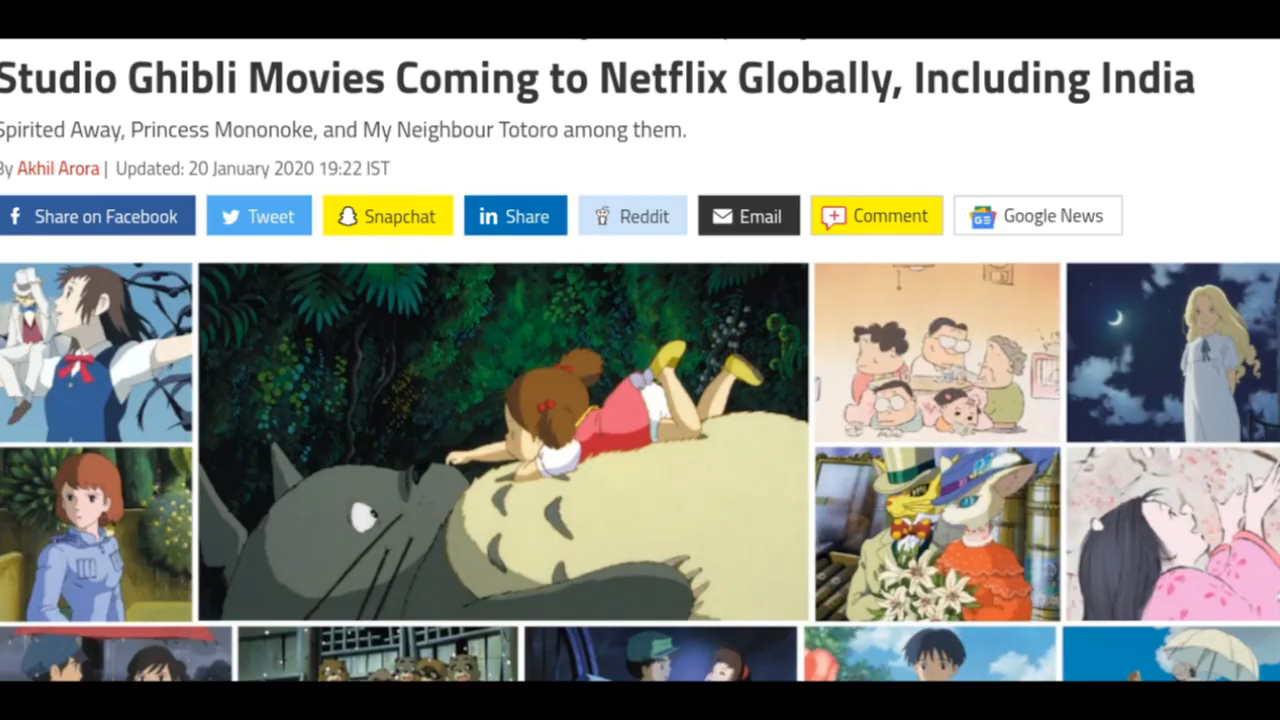 Studio Ghibli Movies Coming to Netflix Globally, Including India
Spirited Away, Princess Mononoke, and My Neighbour Totoro among them.
By Akhil Arora | Updated: 20 January 2020 19:22 IST
f Share on Facebook Tweet Snapchat in Share Reddit Email Comment GE Google News